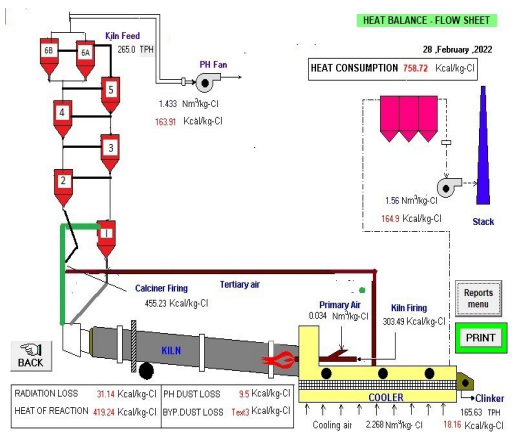 HEAT BALANCE - FLOW SHEET
28 ,February ,2022
HEAT CONSUMPTION 758.72 Kcal/kg-Cl
Kiln Feed
265.0 TPH
6B
6A
5
4
3
2
1
PH Fan
1.433 Nm³/kg-Cl
163.91 Kcal/kg-Cl
1.56 Nm³/kg-Cl
164.9 Kcal/kg-Cl
Stack
Calciner Firing
455.23 Kcal/kg-Cl
Tertiary air
Primary Air
0.034 Nm³/kg-Cl
Kiln Firing
303.49 Kcal/kg-Cl
Reports
menu
PRINT
BACK
KILN
COOLER
RADIATION LOSS 31.14 Kcal/kg-Cl
HEAT OF REACTION 419.24 Kcal/kg- Cl
PH DUST LOSS 9.5 Kcal/kg-Cl
BYP.DUST LOSS Text3 Kcal/kg-Cl
Cooling air 2.268 Nm³/kg- Cl
Clinker
165.63 TPH
18.16 Kcal/kg-Cl